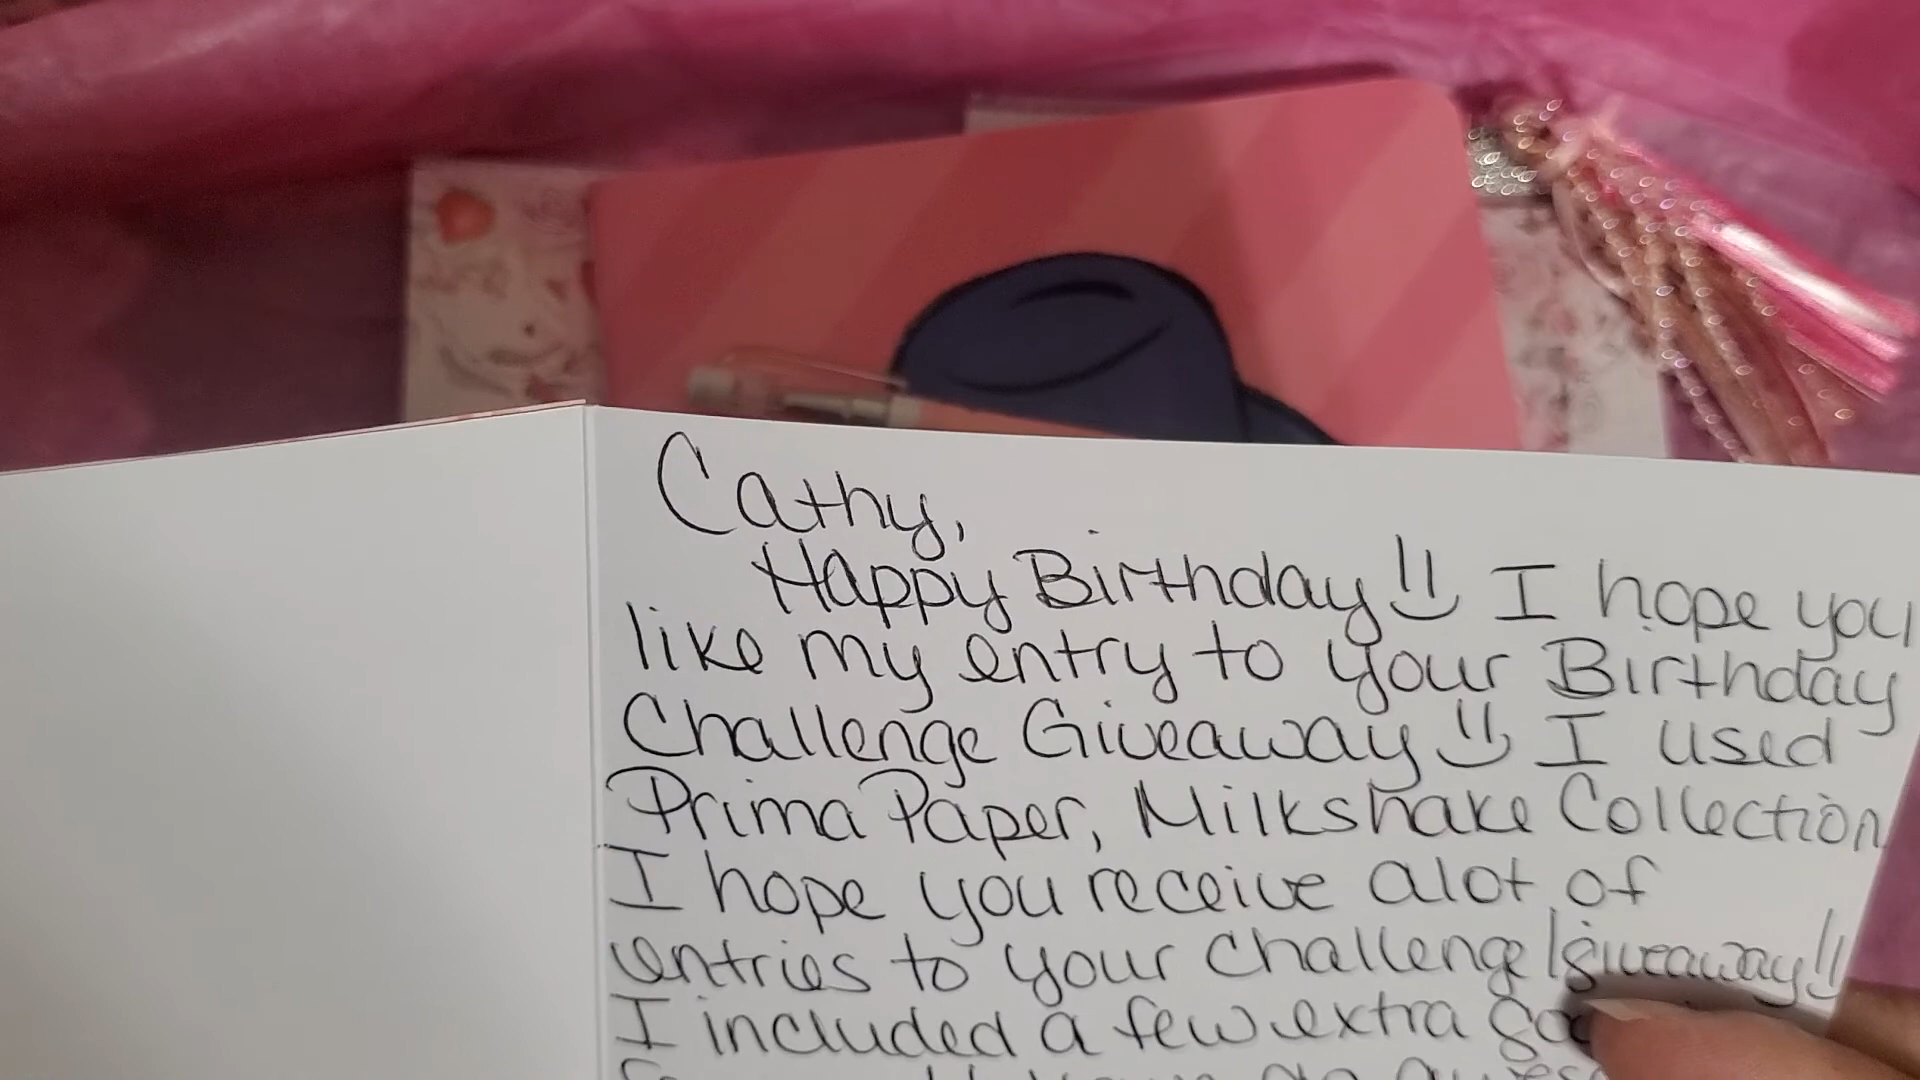 Cathy,
Happy Birthday!! I hope you
like my entry to your Birthday
Challenge Giveaway!! I used
Prima Paper, Milkshake Collection
I hope you receive alot of
entries to your challenge/giveaway!!
I included a few extra